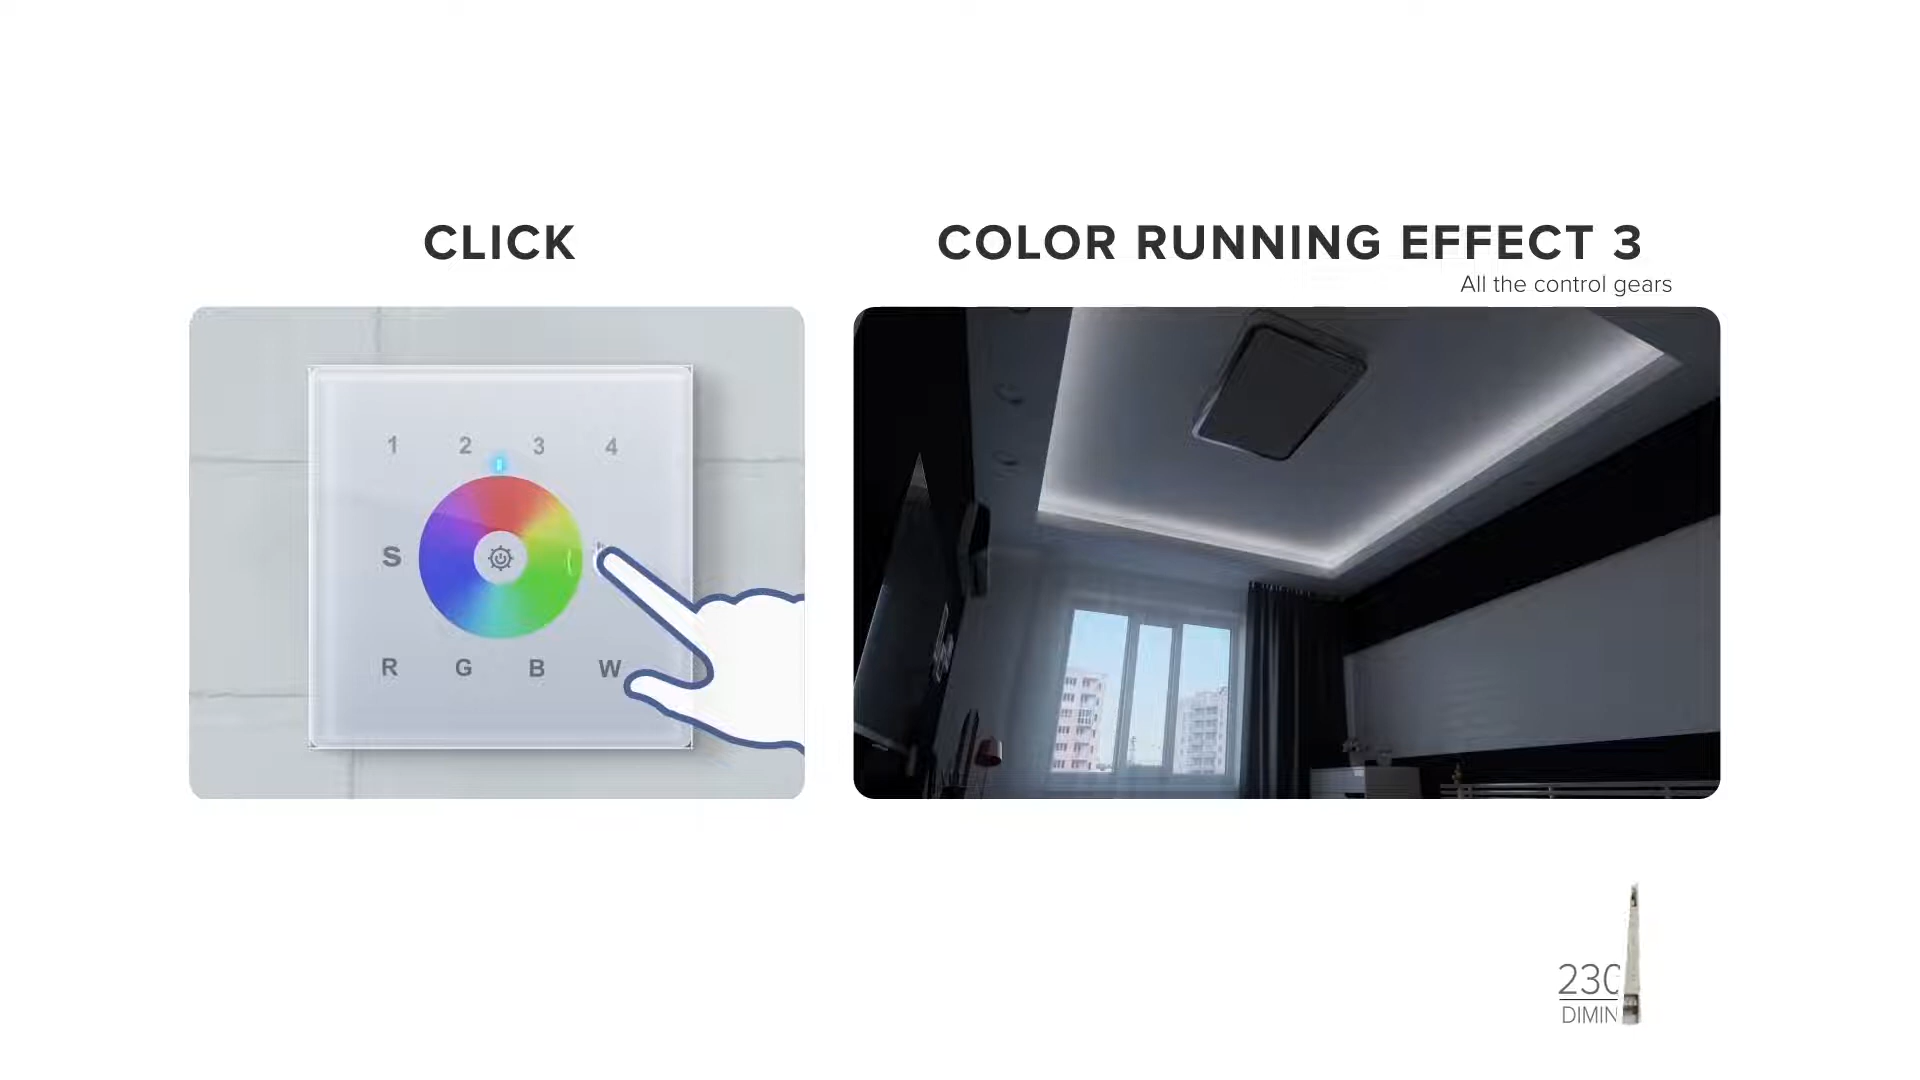 CLICK
COLOR RUNNING EFFECT 3
All the control gears
1 2 3 4
S
R G B W
230
DIMIN